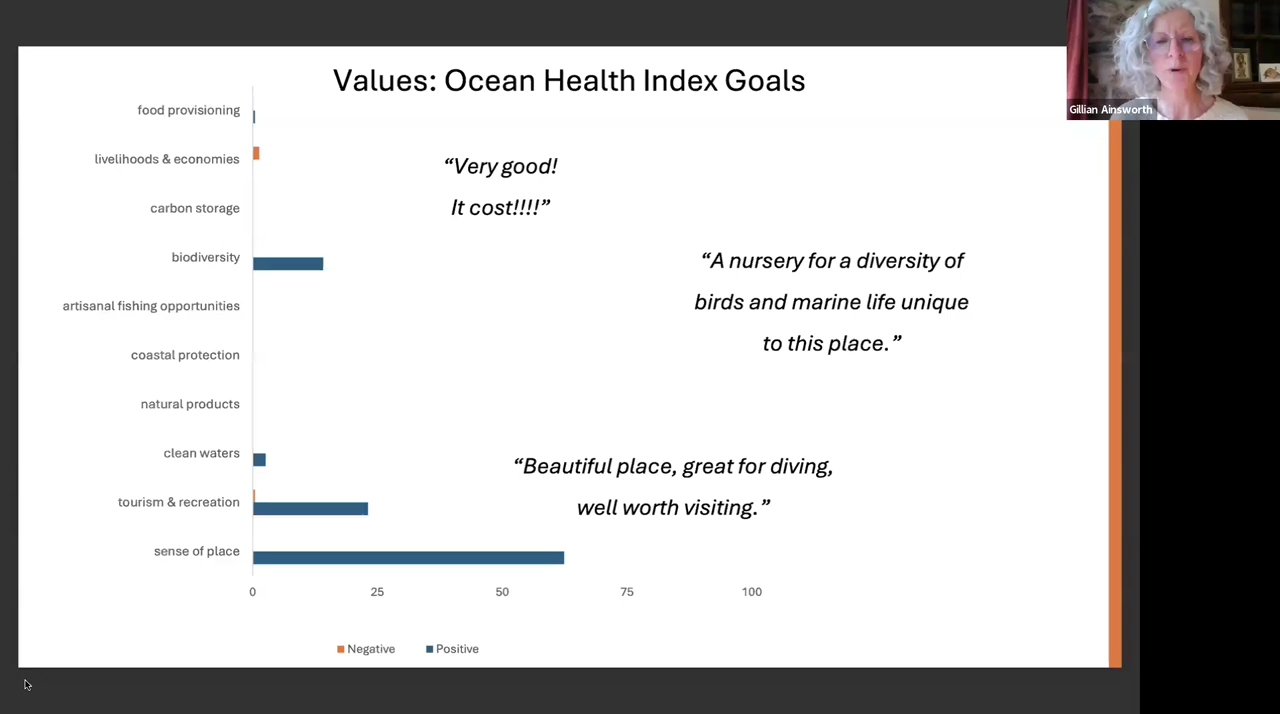 Values: Ocean Health Index Goals
Gillian Ainsworth
food provisioning
livelihoods & economies
carbon storage
biodiversity
artisanal fishing opportunities
coastal protection
natural products
clean waters
tourism & recreation
sense of place
“Very good!
It cost!!!!”
“A nursery for a diversity of
birds and marine life unique
to this place.”
“Beautiful place, great for diving,
well worth visiting.”
0 25 50 75 100
Negative Positive